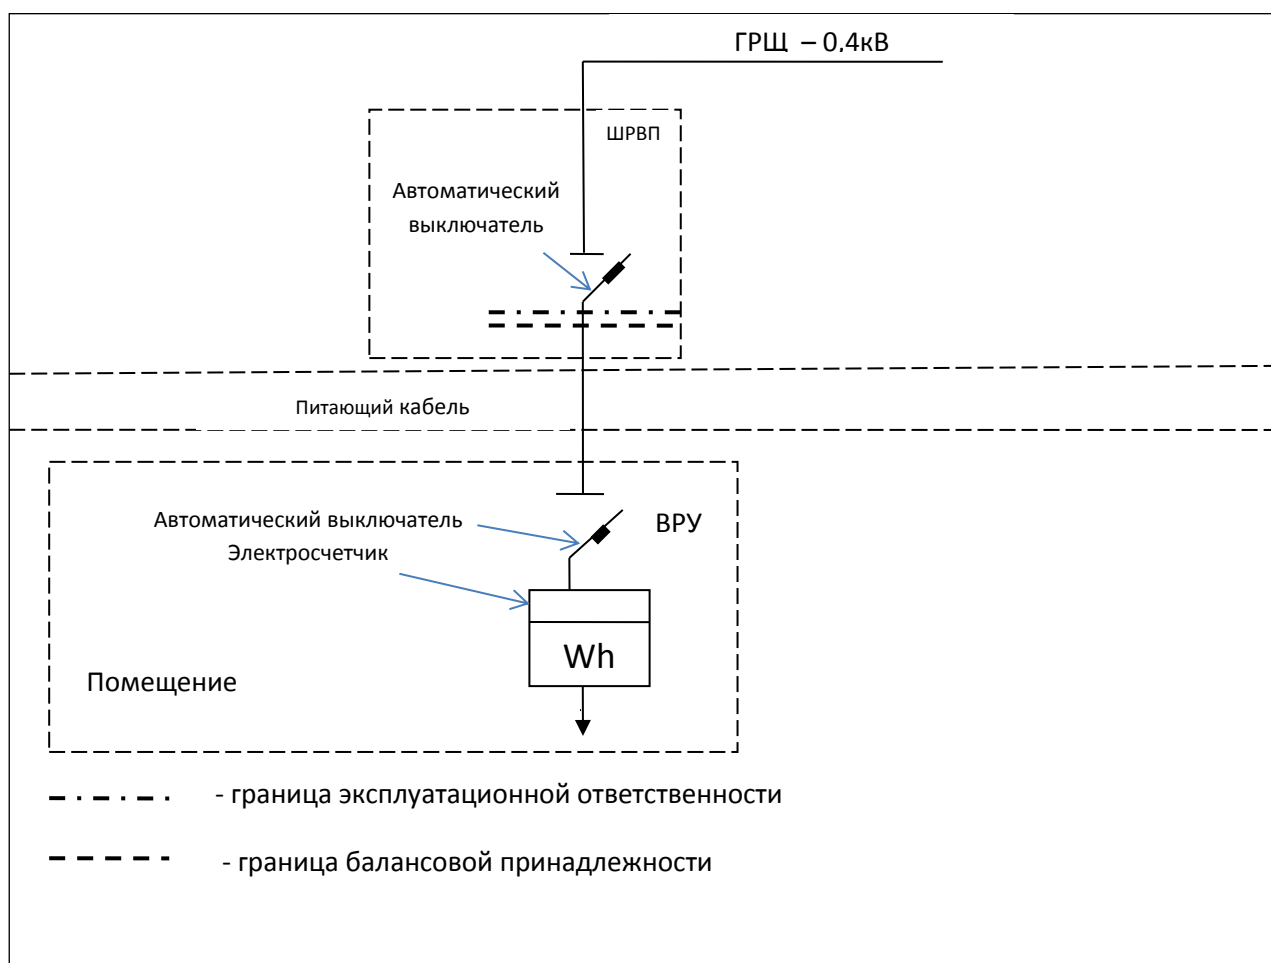 ГРЩ – 0,4кВ
ШРВП
Автоматический
выключатель
Питающий кабель
Автоматический выключатель
Электросчетчик
ВРУ
Wh
Помещение
- граница эксплуатационной ответственности
- граница балансовой принадлежности